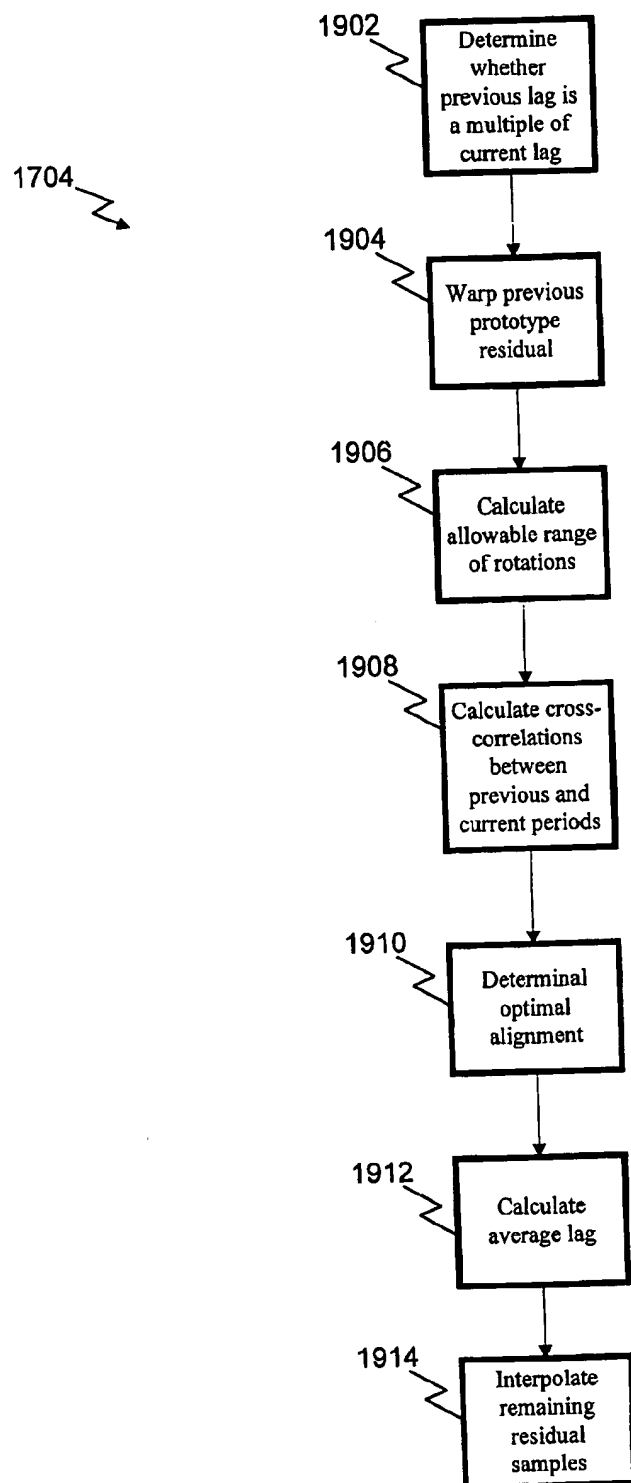 1902
Determine
whether
previous lag is
a multiple of
current lag
1704
1904
Warp previous
prototype
residual
1906
Calculate
allowable range
of rotations
1908
Calculate cross-
correlations
between
previous and
current periods
1910
Determinal
optimal
alignment
1912
Calculate
average lag
1914
Interpolate
remaining
residual
samples